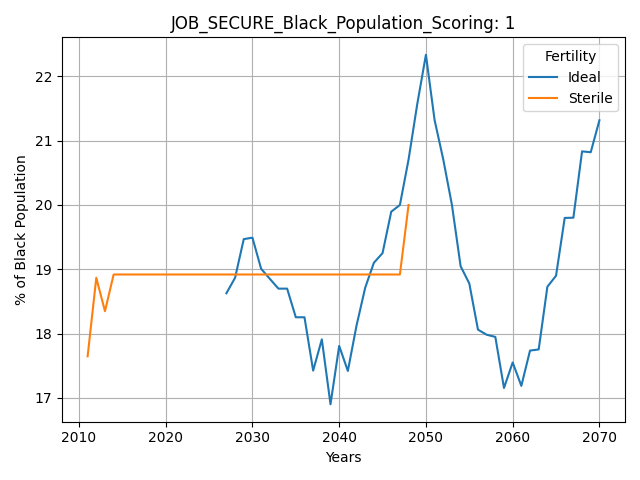 JOB_SECURE_Black_Population_Scoring: 1
Fertility
Ideal
Sterile
% of Black Population
22
21
20
19
18
17
2010
2020
2030
2040
2050
2060
2070
Years